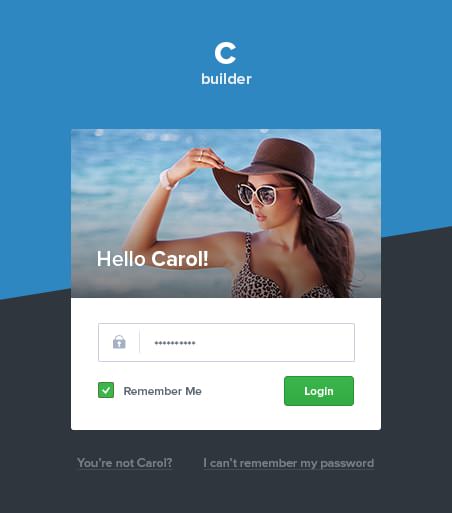 C
builder
Hello Carol!
••••••••••
Remember Me
Login
You're not Carol?
I can't remember my password